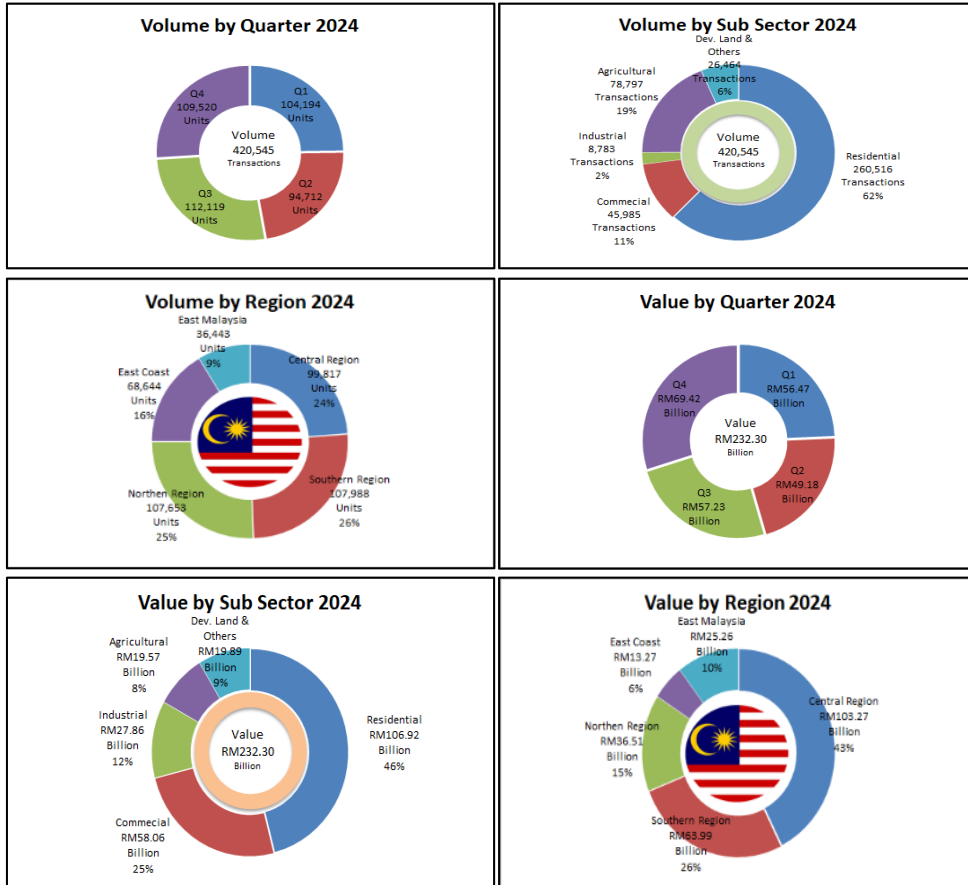 Volume by Quarter 2024
Q4
109,520
Units
Q1
104,194
Units
Volume
420,545
Transactions
Q3
112,119
Units
Q2
94,712
Units
Volume by Sub Sector 2024
Dev. Land &
Others
26,464
Transactions
6%
Agricultural
78,797
Transactions
19%
Industrial
8,783
Transactions
2%
Volume
420,545
Transactions
Residential
260,516
Transactions
62%
Commecial
45,985
Transactions
11%
Volume by Region 2024
East Malaysia
36,443
Units
9%
Central Region
99,817
Units
24%
East Coast
68,644
Units
16%
Northen Region
107,653
Units
25%
Southern Region
107,988
Units
26%
Value by Quarter 2024
Q4
RM69.42
Billion
Q1
RM56.47
Billion
Value
RM232.30
Billion
Q3
RM57.23
Billion
Q2
RM49.18
Billion
Value by Sub Sector 2024
Dev. Land &
Others
RM19.89
Billion
9%
Agricultural
RM19.57
Billion
8%
Industrial
RM27.86
Billion
12%
Value
RM232.30
Billion
Residential
RM106.92
Billion
46%
Commecial
RM58.06
Billion
25%
Value by Region 2024
East Malaysia
RM25.26
Billion
10%
East Coast
RM13.27
Billion
6%
Central Region
RM103.27
Billion
43%
Northen Region
RM36.51
Billion
15%
Southern Region
RM63.99
Billion
26%